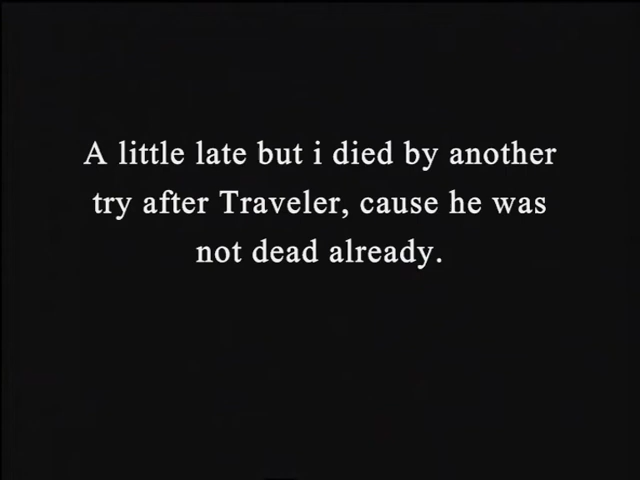 A little late but i died by another
try after Traveler, cause he was
not dead already.